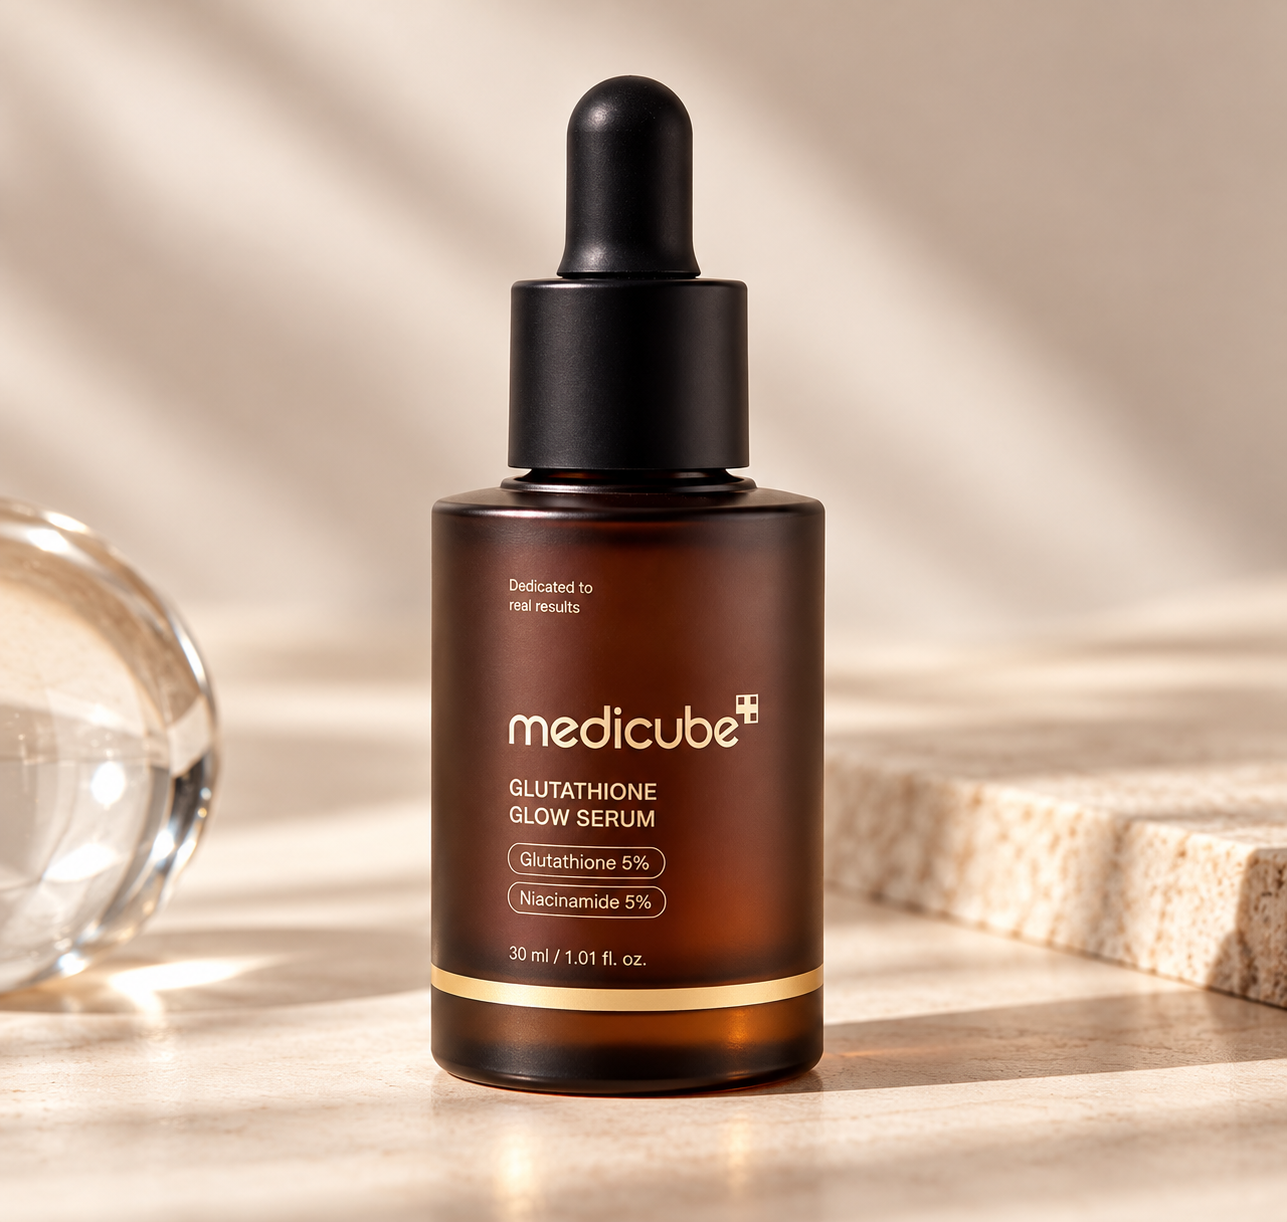 Dedicated to
real results
medicube
GLUTATHIONE
GLOW SERUM
Glutathione 5%
Niacinamide 5%
30 ml / 1.01 fl. oz.